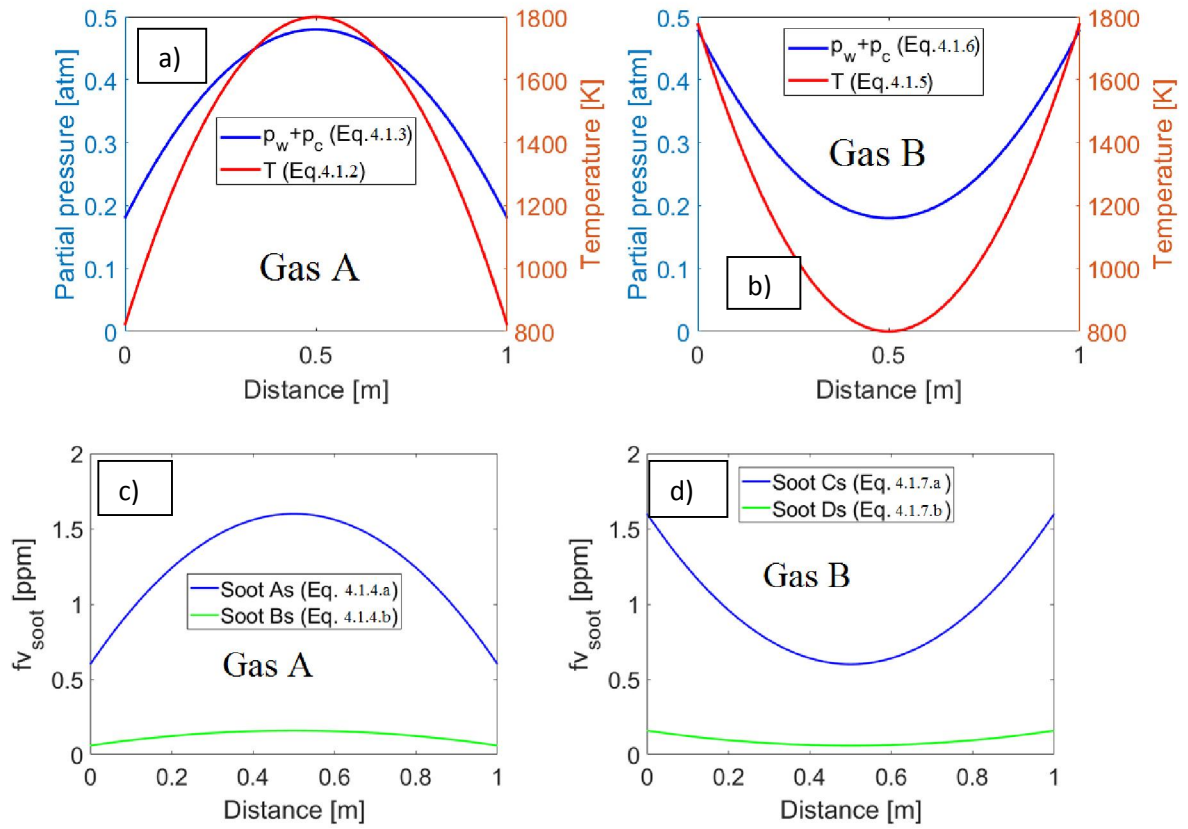 a)
0.5
0.4
0.3
0.2
0.1
0
Partial pressure [atm]
1800
1600
1400
1200
1000
800
Temperature [K]
p_w+p_c (Eq.4.1.3)
T (Eq.4.1.2)
Gas A
0 0.5 1
Distance [m]
b)
0.5
0.4
0.3
0.2
0.1
0
Partial pressure [atm]
1800
1600
1400
1200
1000
800
Temperature [K]
p_w+p_c (Eq.4.1.6)
T (Eq.4.1.5)
Gas B
0 0.5 1
Distance [m]
c)
2
1.5
1
0.5
0
fv_soot [ppm]
Soot As (Eq. 4.1.4.a)
Soot Bs (Eq. 4.1.4.b)
Gas A
0 0.2 0.4 0.6 0.8 1
Distance [m]
d)
2
1.5
1
0.5
0
fv_soot [ppm]
Soot Cs (Eq. 4.1.7.a)
Soot Ds (Eq. 4.1.7.b)
Gas B
0 0.2 0.4 0.6 0.8 1
Distance [m]